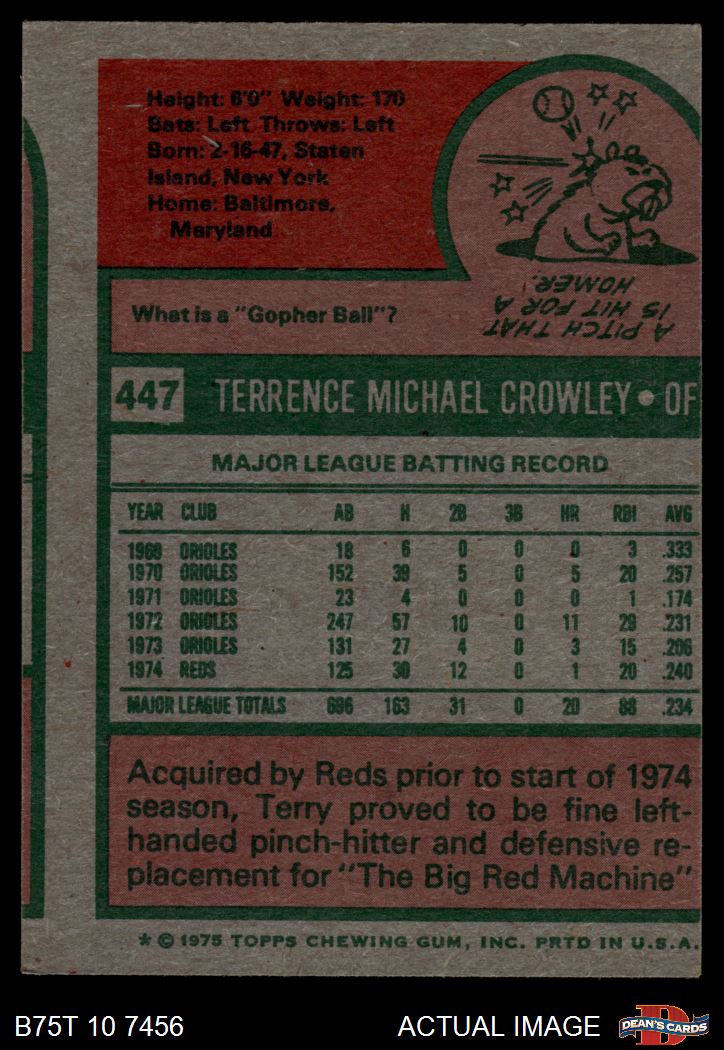 Height: 6'0" Weight: 170
Bats: Left Throws: Left
Born: 2-16-47, Staten
Island, New York
Home: Baltimore,
Maryland
What is a "Gopher Ball"?
A PITCH THAT
IS HIT FOR A
HOMER.
447 TERRENCE MICHAEL CROWLEY • OF
MAJOR LEAGUE BATTING RECORD
YEAR CLUB AB H 2B 3B HR RBI AVG
1969 ORIOLES 18 6 0 0 0 3 .333
1970 ORIOLES 152 39 5 0 5 20 .257
1971 ORIOLES 23 4 0 0 0 1 .174
1972 ORIOLES 247 57 10 0 11 29 .231
1973 ORIOLES 131 27 4 0 3 15 .206
1974 REDS 125 30 12 0 1 20 .240
MAJOR LEAGUE TOTALS 696 163 31 0 20 88 .234
Acquired by Reds prior to start of 1974
season, Terry proved to be fine left-
handed pinch-hitter and defensive re-
placement for "The Big Red Machine"
* © 1975 TOPPS CHEWING GUM, INC. PRTD IN U.S.A.
B75T 10 7456 ACTUAL IMAGE DEAN'S CARDS